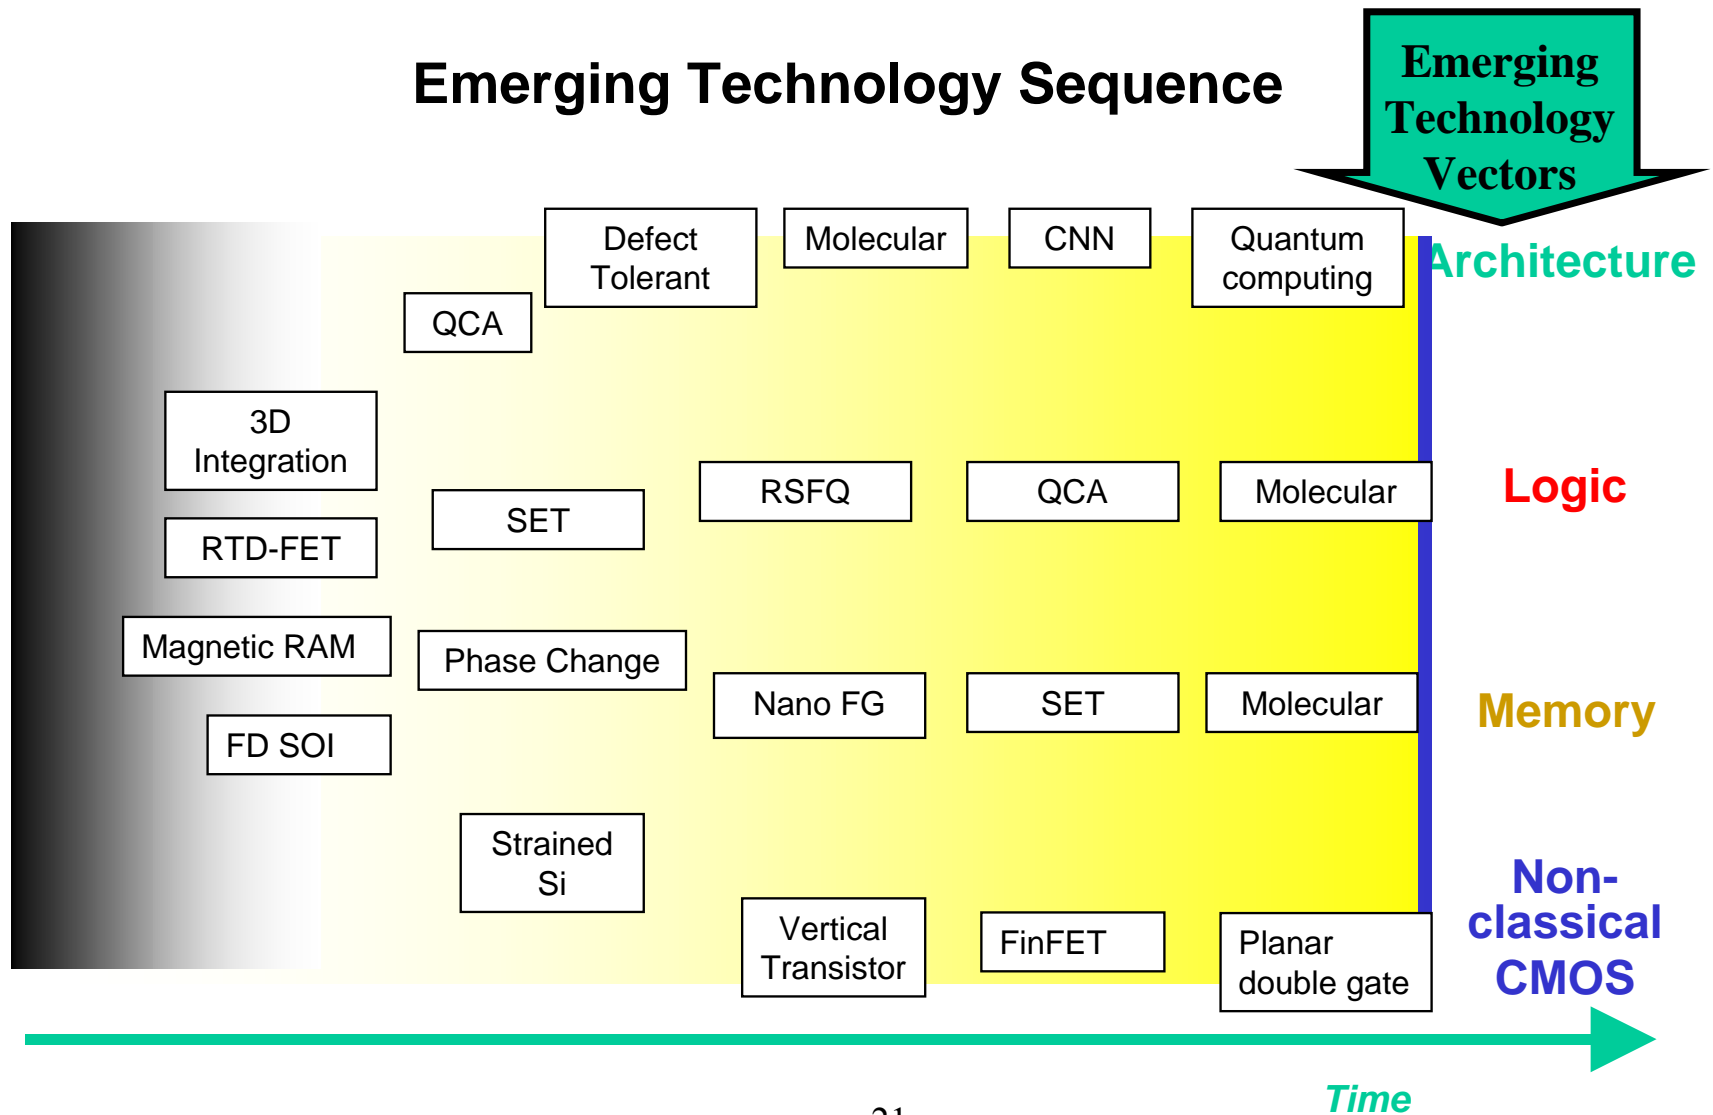 Emerging Technology Sequence
Emerging
Technology
Vectors
Defect
Tolerant
Molecular
CNN
Quantum
computing
Architecture
QCA
3D
Integration
RSFQ
QCA
Molecular
Logic
SET
RTD-FET
Magnetic RAM
Phase Change
Nano FG
SET
Molecular
Memory
FD SOI
Strained
Si
Vertical
Transistor
FinFET
Planar
double gate
Non-
classical
CMOS
Time
21